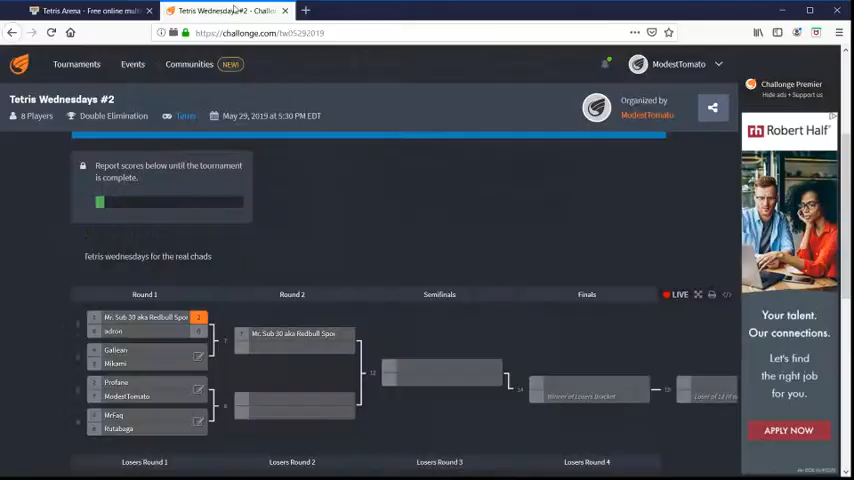 Tetris Arena - Free online mult
Tetris Wednesdays #2 - Challo
https://challonge.com/tw05292019
Tournaments
Events
Communities
NEW!
ModestTomato
Tetris Wednesdays #2
8 Players
Double Elimination
Tetris
May 29, 2019 at 5:30 PM EDT
Organized by
ModestTomato
Challonge Premier
Hide ads + Support us
rh Robert Half
Report scores below until the tournament
is complete.
Tetris wednesdays for the real chads
Round 1
Round 2
Semifinals
Finals
LIVE
Mr. Sub 30 aka Redbull Spor
adron
0
Galiean
Mikami
Profane
ModestTomato
MrFaq
Rutabaga
Mr. Sub 30 aka Redbull Spor
12
14
Winner of Losers Bracket
Losers Round 1
Losers Round 2
Losers Round 3
Losers Round 4
Your talent.
Our connections.
Let's find
the right job
for you.
APPLY NOW